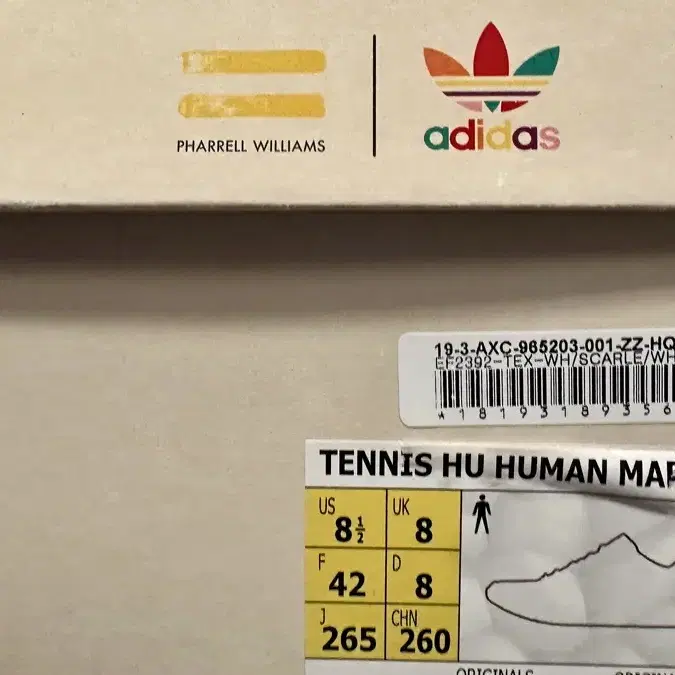 PHARRELL WILLIAMS
adidas
19-3-AXC-965203-001-ZZ-HQ
EF2392-TEX-WH/SCARLE/WH
*18193189356
TENNIS HU HUMAN MA
US 8½ UK 8
F 42 D 8
J 265 CHN 260
ORIGINALS